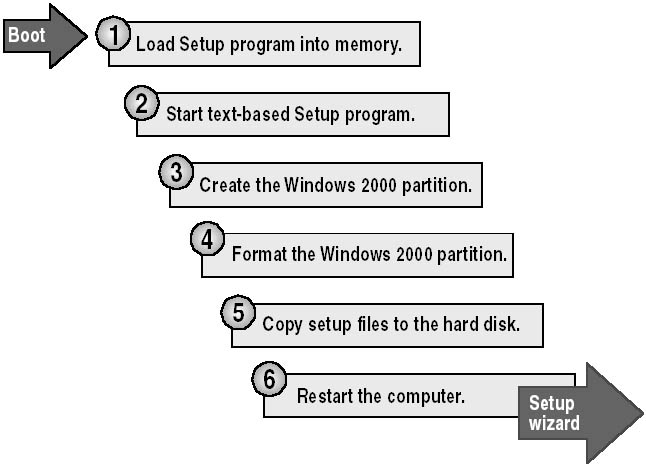 Boot
1 Load Setup program into memory.
2 Start text-based Setup program.
3 Create the Windows 2000 partition.
4 Format the Windows 2000 partition.
5 Copy setup files to the hard disk.
6 Restart the computer.
Setup
wizard